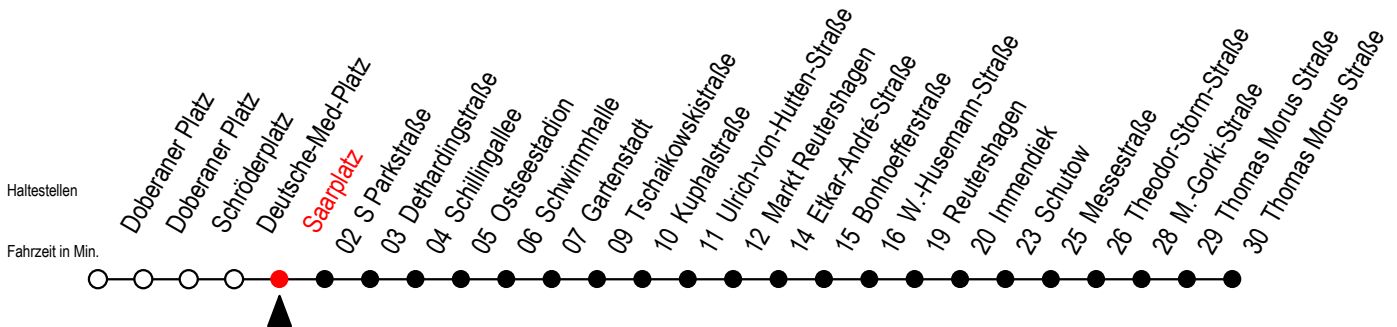 Haltestellen
Fahrzeit in Min.
Doberaner Platz
Doberaner Platz
Schröderplatz
Deutsche-Med-Platz
Saarplatz
02 S Parkstraße
03 Dethardingstraße
04 Schillingallee
05 Ostseestadion
06 Schwimmhalle
07 Gartenstadt
09 Tschaikowskistraße
10 Kuphalstraße
11 Ulrich-von-Hutten-Straße
12 Markt Reutershagen
14 Etkar-André-Straße
15 Bonhoefferstraße
16 W.-Husemann-Straße
19 Reutershagen
20 Immendiek
23 Schutow
25 Messestraße
26 Theodor-Storm-Straße
28 M.-Gorki-Straße
29 Thomas Morus Straße
30 Thomas Morus Straße